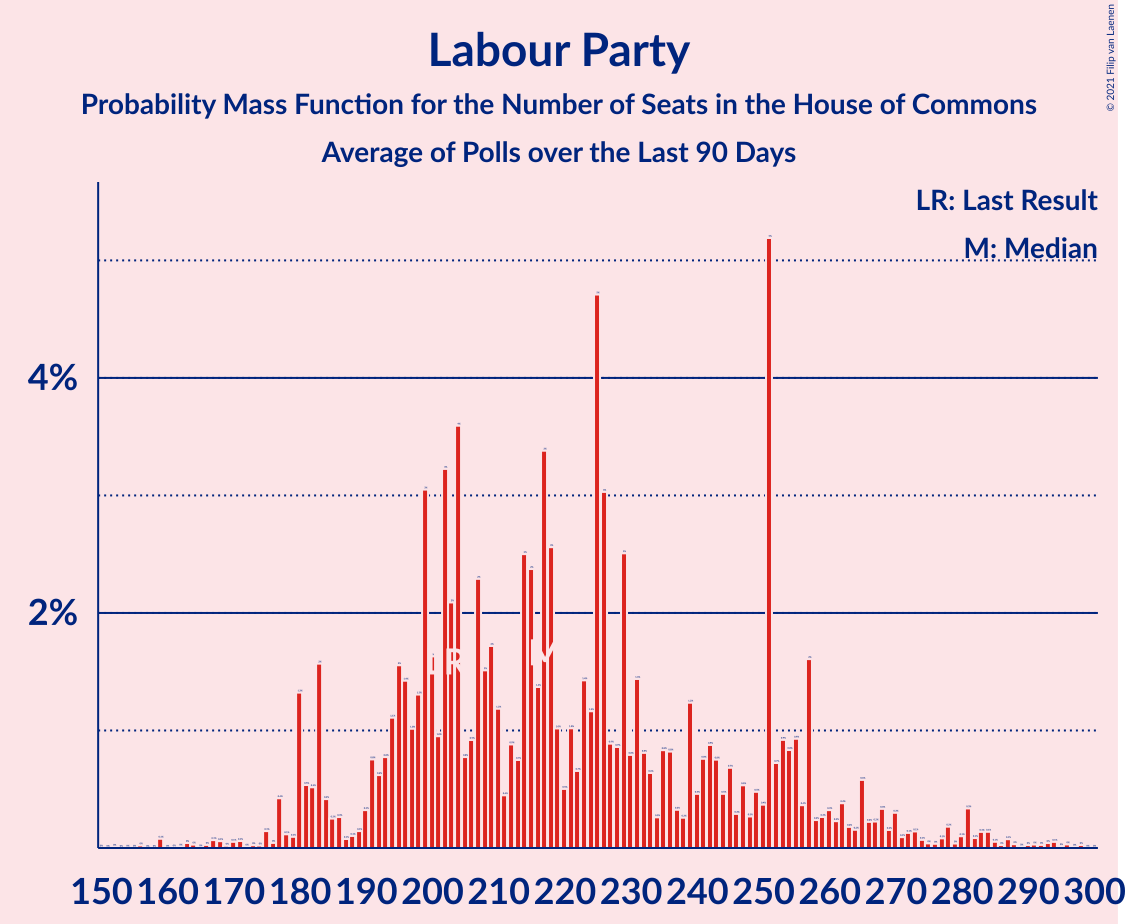 Labour Party
Probability Mass Function for the Number of Seats in the House of Commons
Average of Polls over the Last 90 Days
© 2021 Filip van Laenen
LR: Last Result
M: Median
4%
2%
LR
M
150 160 170 180 190 200 210 220 230 240 250 260 270 280 290 300